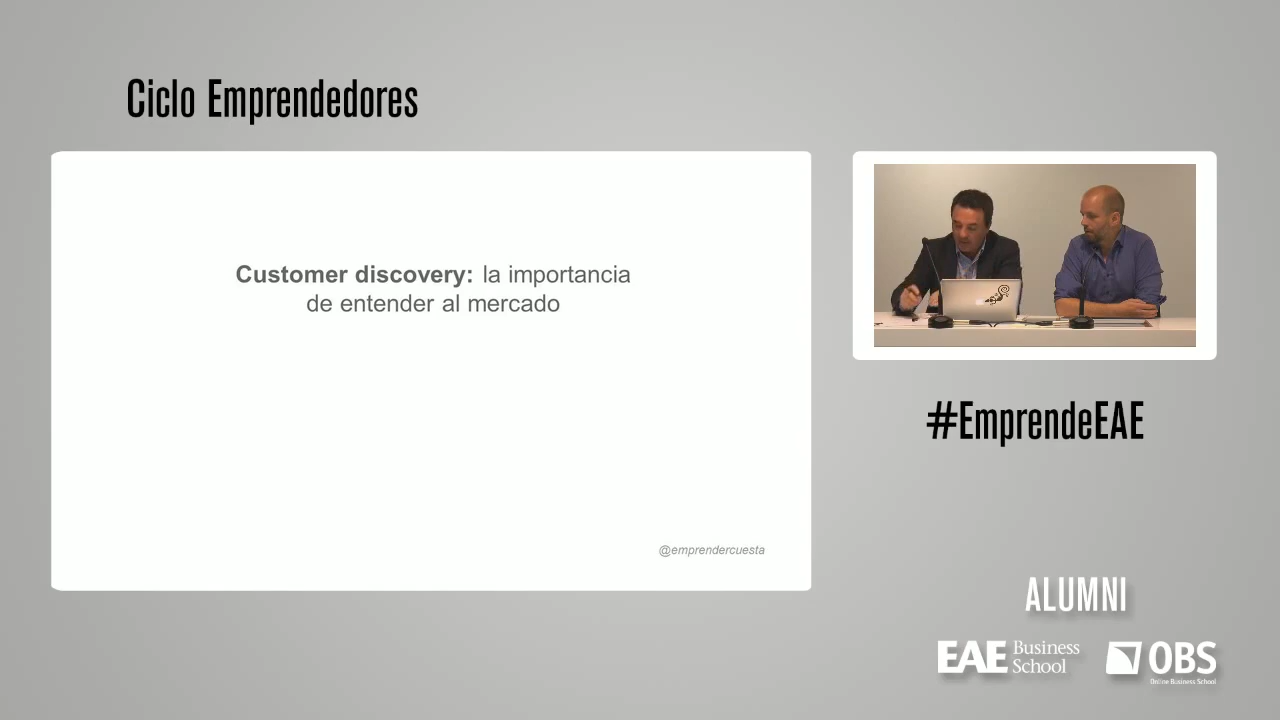 Ciclo Emprendedores
Customer discovery: la importancia
de entender al mercado
@emprendercuesta
#EmprendeEAE
ALUMNI
EAE Business School
OBS
Online Business School